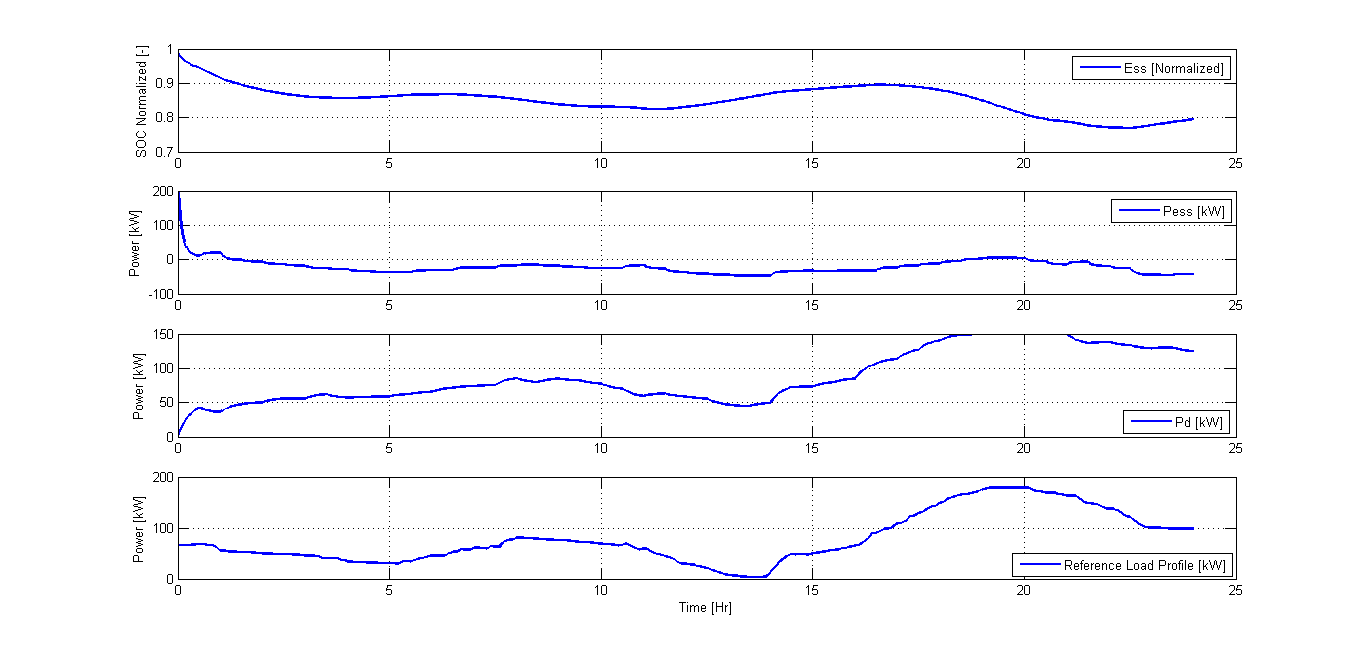 SOC Normalized [-]
1
0.9
0.8
0.7
0 5 10 15 20 25
Ess [Normalized]
Power [kW]
200
100
0
-100
0 5 10 15 20 25
Pess [kW]
Power [kW]
150
100
50
0
0 5 10 15 20 25
Pd [kW]
Power [kW]
200
100
0
0 5 10 15 20 25
Reference Load Profile [kW]
Time [Hr]